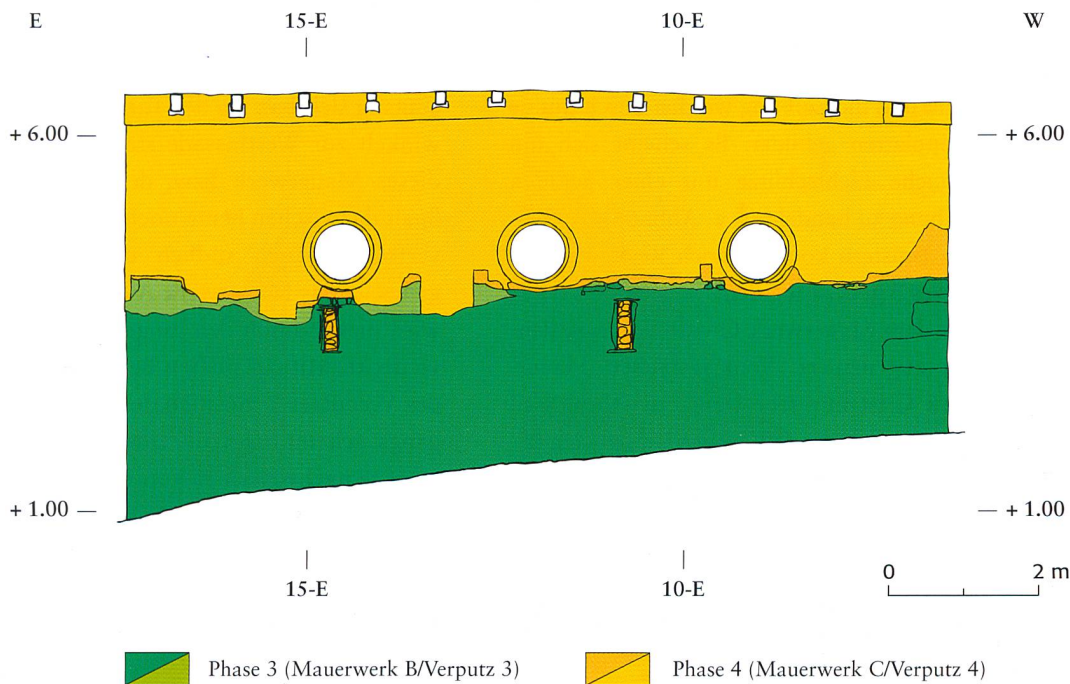 E 15-E 10-E W
+ 6.00 + 6.00
+ 1.00 + 1.00
15-E 10-E 0 2 m
Phase 3 (Mauerwerk B/Verputz 3) Phase 4 (Mauerwerk C/Verputz 4)